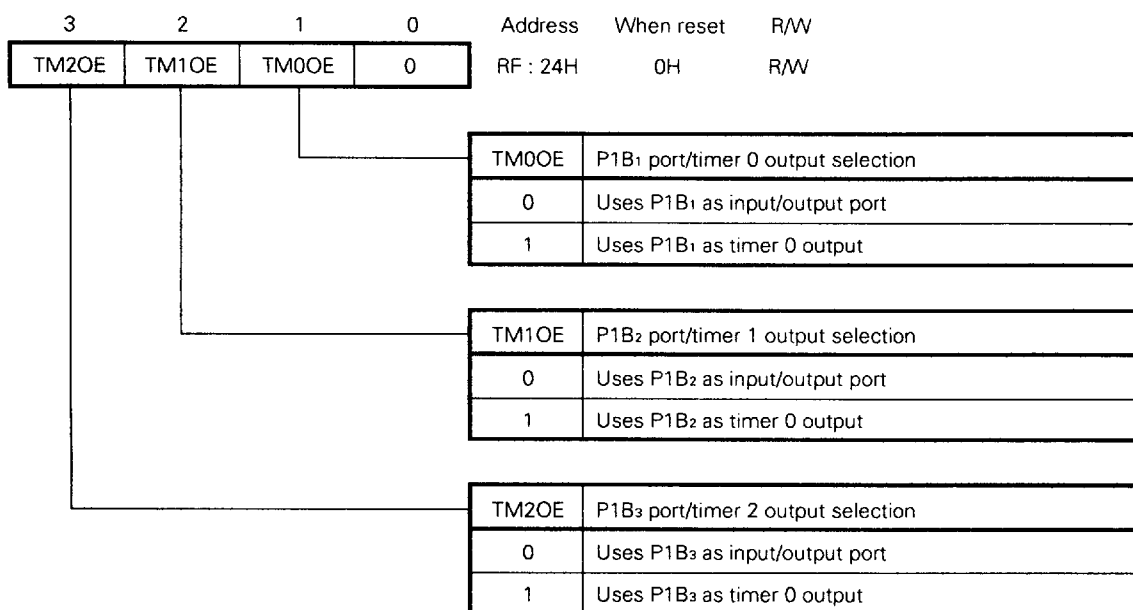 3 2 1 0 Address When reset R/W
TM2OE TM1OE TM0OE 0 RF : 24H 0H R/W
TM0OE P1B₁ port/timer 0 output selection
0 Uses P1B₁ as input/output port
1 Uses P1B₁ as timer 0 output
TM1OE P1B₂ port/timer 1 output selection
0 Uses P1B₂ as input/output port
1 Uses P1B₂ as timer 0 output
TM2OE P1B₃ port/timer 2 output selection
0 Uses P1B₃ as input/output port
1 Uses P1B₃ as timer 0 output